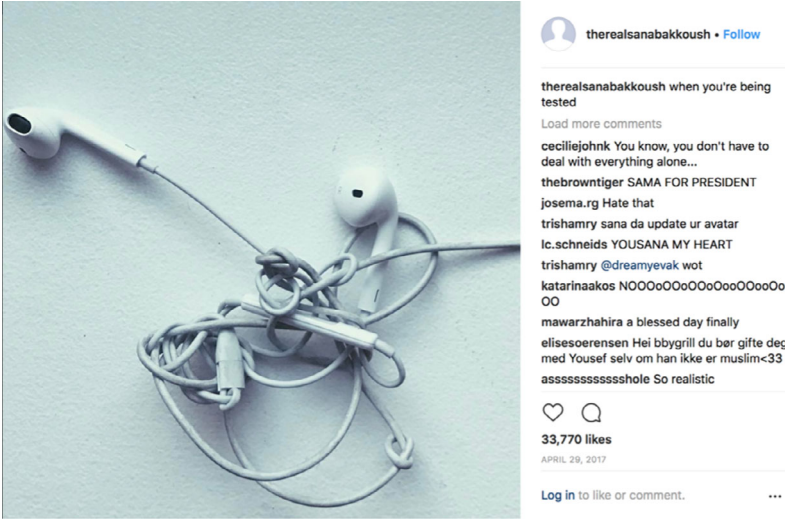 therealsanabakkoush • Follow
therealsanabakkoush when you're being
tested
Load more comments
ceciliejohnk You know, you don't have to
deal with everything alone...
thebrowntiger SAMA FOR PRESIDENT
josema.rg Hate that
trishamry sana da update ur avatar
lc.schneids YOUSANA MY HEART
trishamry @dreamyevak wot
katarinaakos NOOOoOOoOOoOooOOooOo
OO
mawarzhahira a blessed day finally
elisesoerensen Hei bbygrill du bør gifte deg
med Yousef selv om han ikke er muslim<33
asssssssssssshole So realistic
33,770 likes
APRIL 29, 2017
Log in to like or comment.